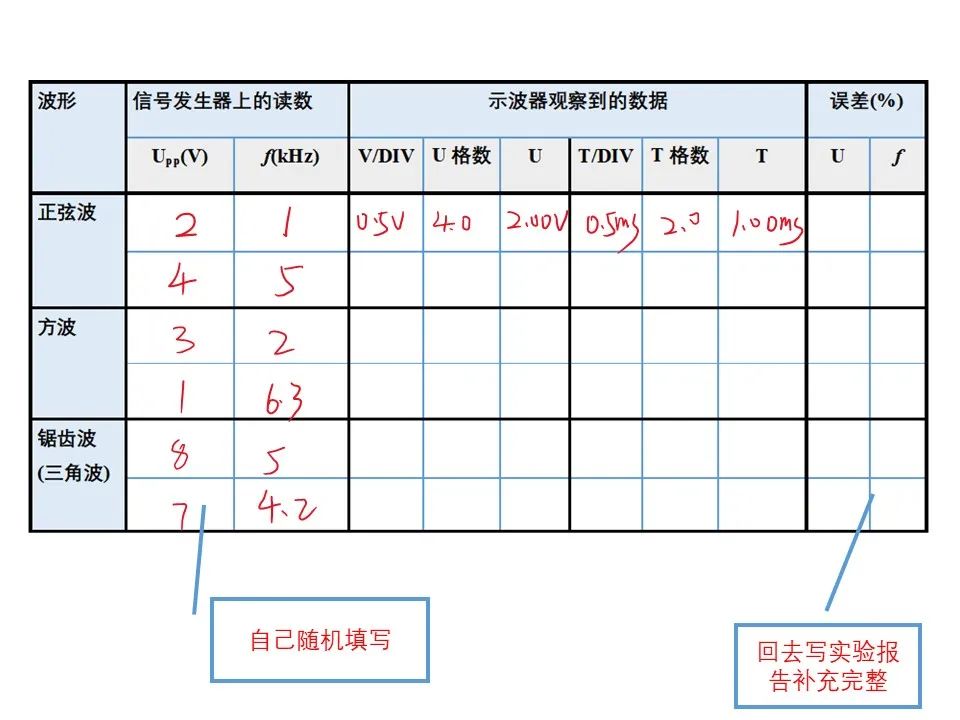 波形 信号发生器上的读数 示波器观察到的数据 误差(%)
Upp(V) f(kHz) V/DIV U 格数 U T/DIV T 格数 T U f
正弦波 2 1 0.5V 4.0 2.00V 0.5ms 2.0 1.00ms
4 5
方波 3 2
1 6.3
锯齿波 8 5
(三角波)
7 4.2
自己随机填写
回去写实验报
告补充完整